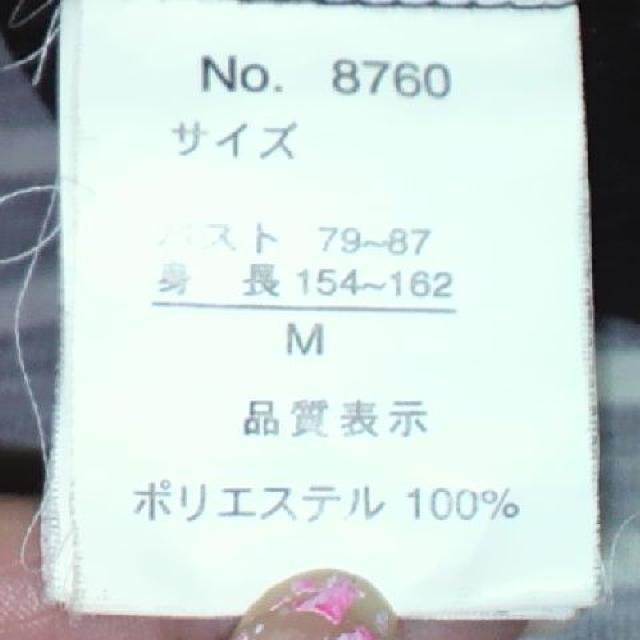 No. 8760
サイズ
バスト 79~87
身 長 154~162
M
品質表示
ポリエステル 100%